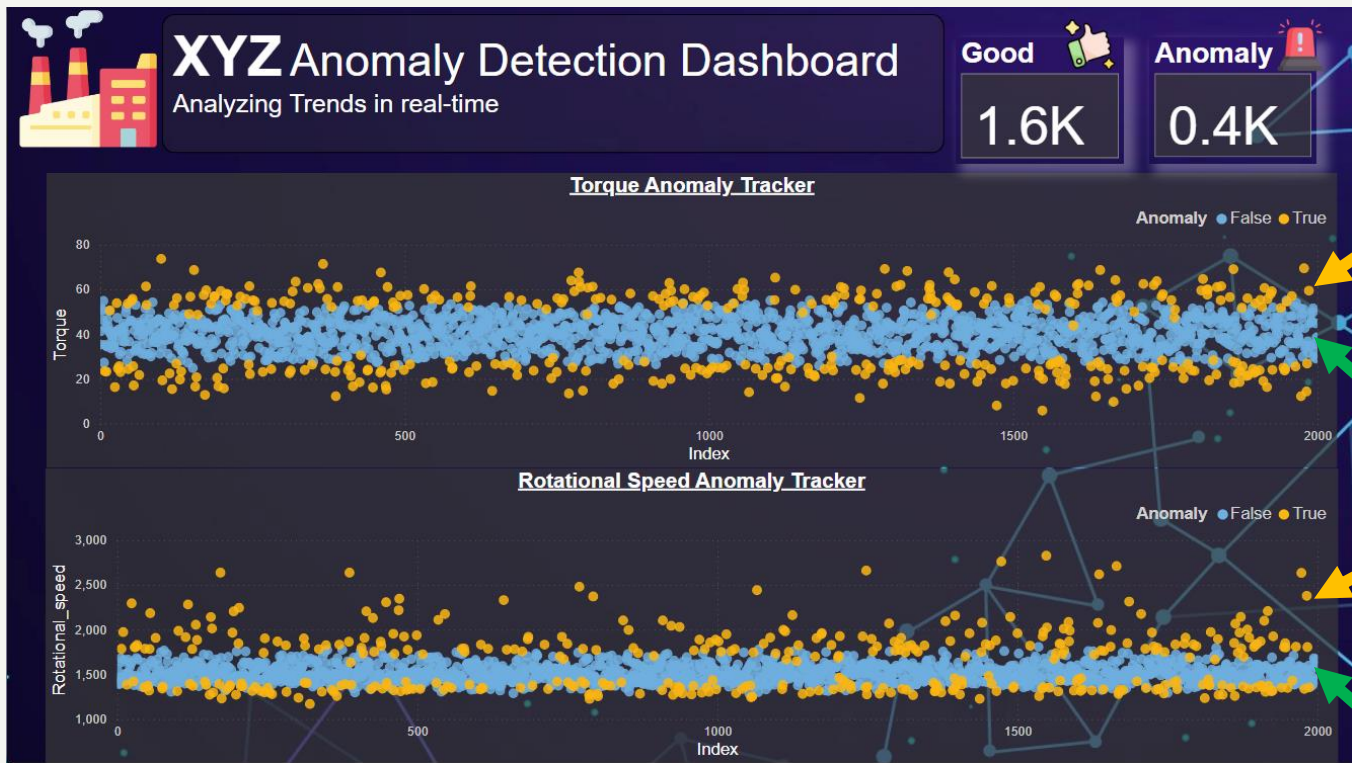 XYZ Anomaly Detection Dashboard
Analyzing Trends in real-time
Good
1.6K
Anomaly
0.4K
Torque Anomaly Tracker
Anomaly False True
80
60
40
20
0
Torque
0 500 1000 1500 2000
Index
Rotational Speed Anomaly Tracker
Anomaly False True
3,000
2,500
2,000
1,500
1,000
Rotational_speed
0 500 1000 1500 2000
Index